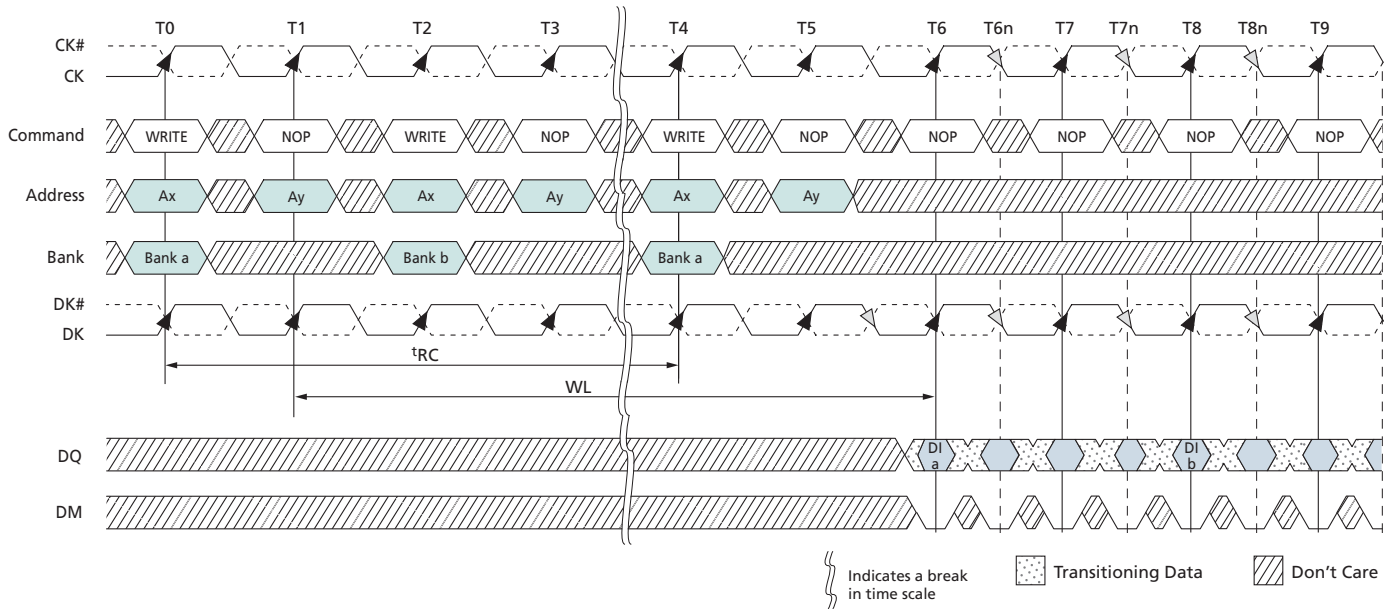 T0 T1 T2 T3 T4 T5 T6 T6n T7 T7n T8 T8n T9
CK#
CK
Command WRITE NOP WRITE NOP WRITE NOP NOP NOP NOP NOP
Address Ax Ay Ax Ay Ax Ay
Bank Bank a Bank b Bank a
DK#
DK
tRC
WL
DQ DI a DI b
DM
Indicates a break
in time scale
Transitioning Data
Don't Care